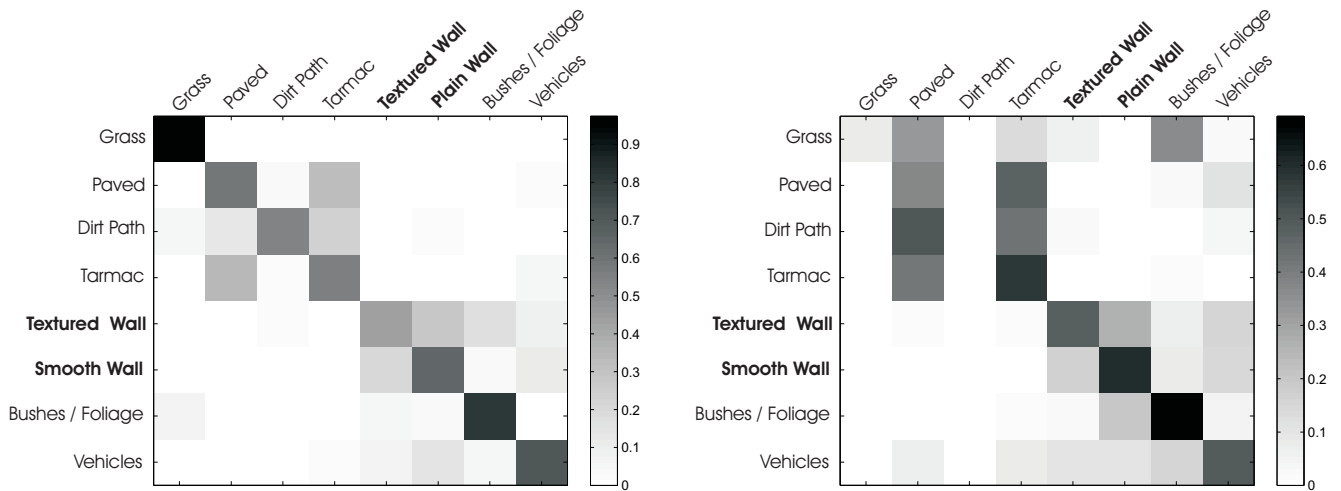 Grass
Paved
Dirt Path
Tarmac
Textured Wall
Plain Wall
Bushes / Foliage
Vehicles
Grass
Paved
Dirt Path
Tarmac
Textured Wall
Smooth Wall
Bushes / Foliage
Vehicles
0.9
0.8
0.7
0.6
0.5
0.4
0.3
0.2
0.1
0
Grass
Paved
Dirt Path
Tarmac
Textured Wall
Plain Wall
Bushes / Foliage
Vehicles
Grass
Paved
Dirt Path
Tarmac
Textured Wall
Smooth Wall
Bushes / Foliage
Vehicles
0.6
0.5
0.4
0.3
0.2
0.1
0